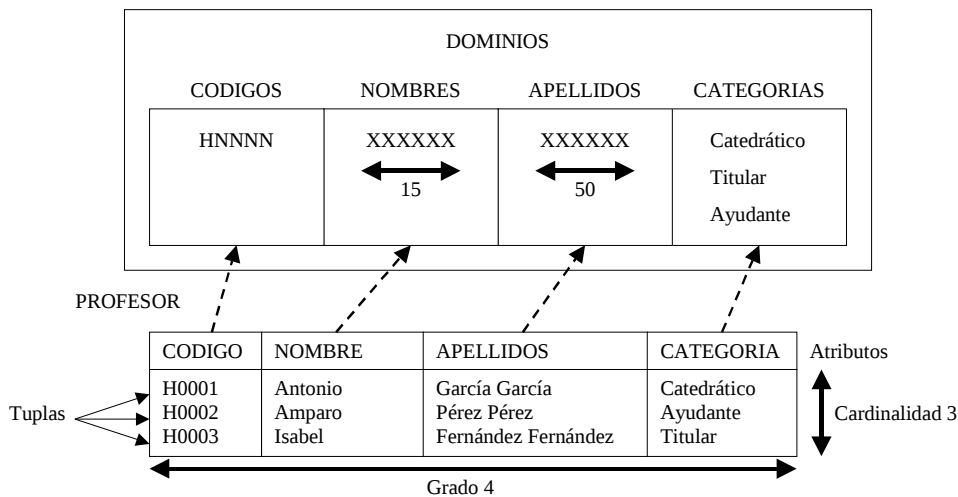 DOMINIOS
CODIGOS NOMBRES APELLIDOS CATEGORIAS
HNNNN XXXXXX XXXXXX Catedrático
15 50 Titular
Ayudante
PROFESOR
CODIGO NOMBRE APELLIDOS CATEGORIA Atributos
H0001 Antonio García García Catedrático
Tuplas H0002 Amparo Pérez Pérez Ayudante Cardinalidad 3
H0003 Isabel Fernández Fernández Titular
Grado 4